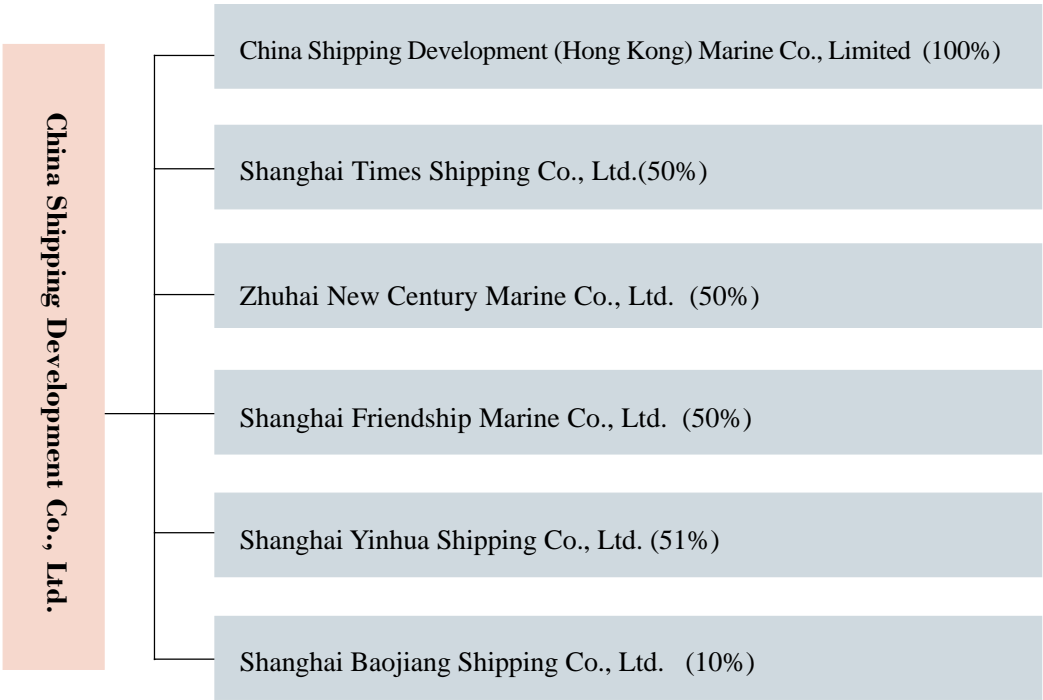 China Shipping Development Co., Ltd.
China Shipping Development (Hong Kong) Marine Co., Limited (100%)
Shanghai Times Shipping Co., Ltd.(50%)
Zhuhai New Century Marine Co., Ltd. (50%)
Shanghai Friendship Marine Co., Ltd. (50%)
Shanghai Yinhua Shipping Co., Ltd. (51%)
Shanghai Baojiang Shipping Co., Ltd. (10%)